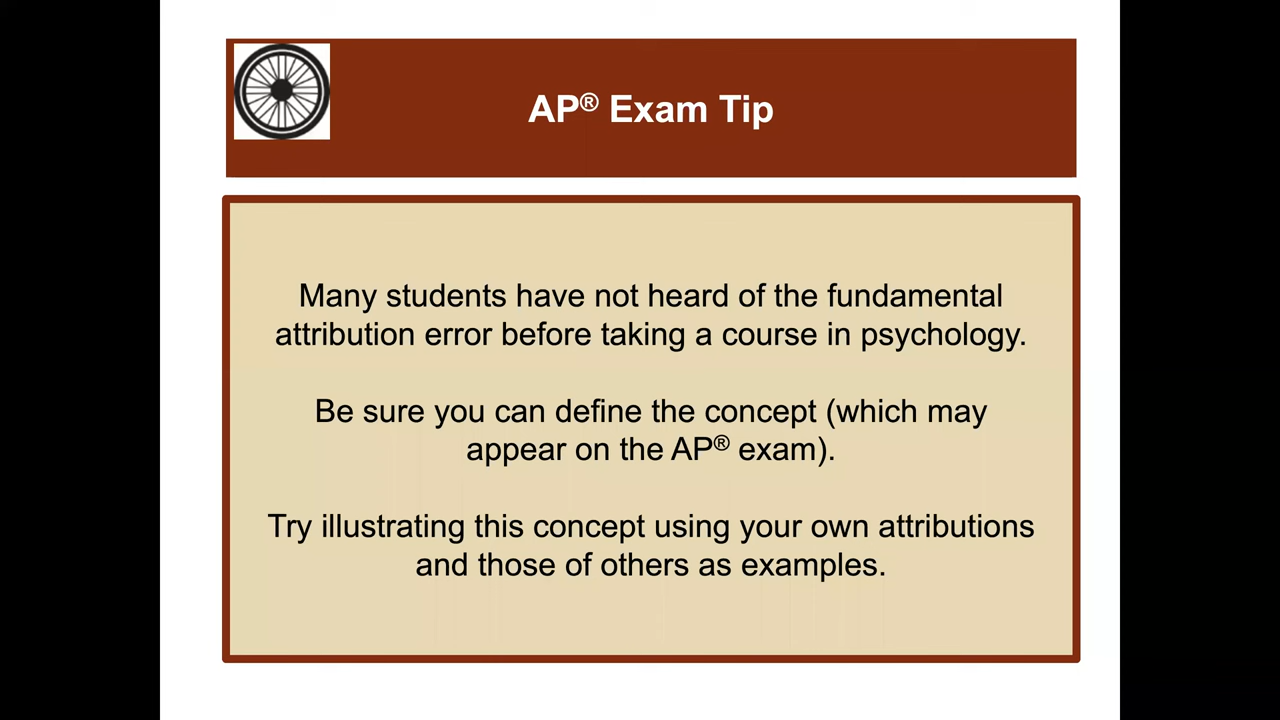 AP® Exam Tip
Many students have not heard of the fundamental
attribution error before taking a course in psychology.
Be sure you can define the concept (which may
appear on the AP® exam).
Try illustrating this concept using your own attributions
and those of others as examples.